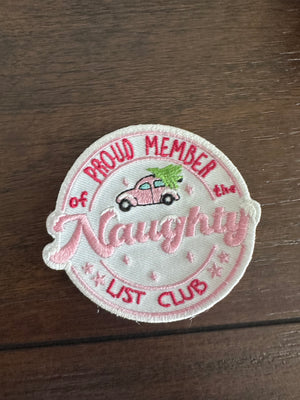 PROUD MEMBER
of the
Naughty
LIST CLUB